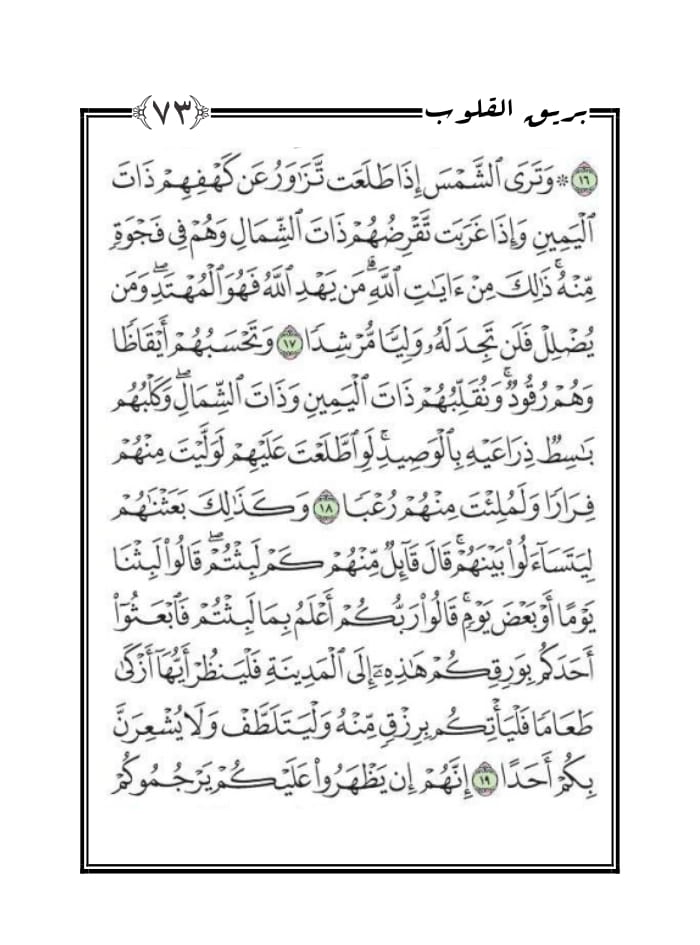 بريق القلوب ﴿٧٣﴾
١٦ ۞ وَتَرَى ٱلشَّمْسَ إِذَا طَلَعَت تَّزَٰوَرُ عَن كَهْفِهِمْ ذَاتَ
ٱلْيَمِينِ وَإِذَا غَرَبَت تَّقْرِضُهُمْ ذَاتَ ٱلشِّمَالِ وَهُمْ فِى فَجْوَةٍ
مِّنْهُ ۚ ذَٰلِكَ مِنْ ءَايَٰتِ ٱللَّهِ ۗ مَن يَهْدِ ٱللَّهُ فَهُوَ ٱلْمُهْتَدِ ۖ وَمَن
يُضْلِلْ فَلَن تَجِدَ لَهُۥ وَلِيًّا مُّرْشِدًا ١٧ وَتَحْسَبُهُمْ أَيْقَاظًا
وَهُمْ رُقُودٌ ۚ وَنُقَلِّبُهُمْ ذَاتَ ٱلْيَمِينِ وَذَاتَ ٱلشِّمَالِ ۖ وَكَلْبُهُم
بَٰسِطٌ ذِرَاعَيْهِ بِٱلْوَصِيدِ ۚ لَوِ ٱطَّلَعْتَ عَلَيْهِمْ لَوَلَّيْتَ مِنْهُمْ
فِرَارًا وَلَمُلِئْتَ مِنْهُمْ رُعْبًا ١٨ وَكَذَٰلِكَ بَعَثْنَٰهُمْ
لِيَتَسَآءَلُوا۟ بَيْنَهُمْ ۚ قَالَ قَآئِلٌ مِّنْهُمْ كَمْ لَبِثْتُمْ ۖ قَالُوا۟ لَبِثْنَا
يَوْمًا أَوْ بَعْضَ يَوْمٍ ۚ قَالُوا۟ رَبُّكُمْ أَعْلَمُ بِمَا لَبِثْتُمْ فَٱبْعَثُوٓا۟
أَحَدَكُم بِوَرِقِكُمْ هَٰذِهِۦٓ إِلَى ٱلْمَدِينَةِ فَلْيَنظُرْ أَيُّهَآ أَزْكَىٰ
طَعَامًا فَلْيَأْتِكُم بِرِزْقٍ مِّنْهُ وَلْيَتَلَطَّفْ وَلَا يُشْعِرَنَّ
بِكُمْ أَحَدًا ١٩ إِنَّهُمْ إِن يَظْهَرُوا۟ عَلَيْكُمْ يَرْجُمُوكُمْ